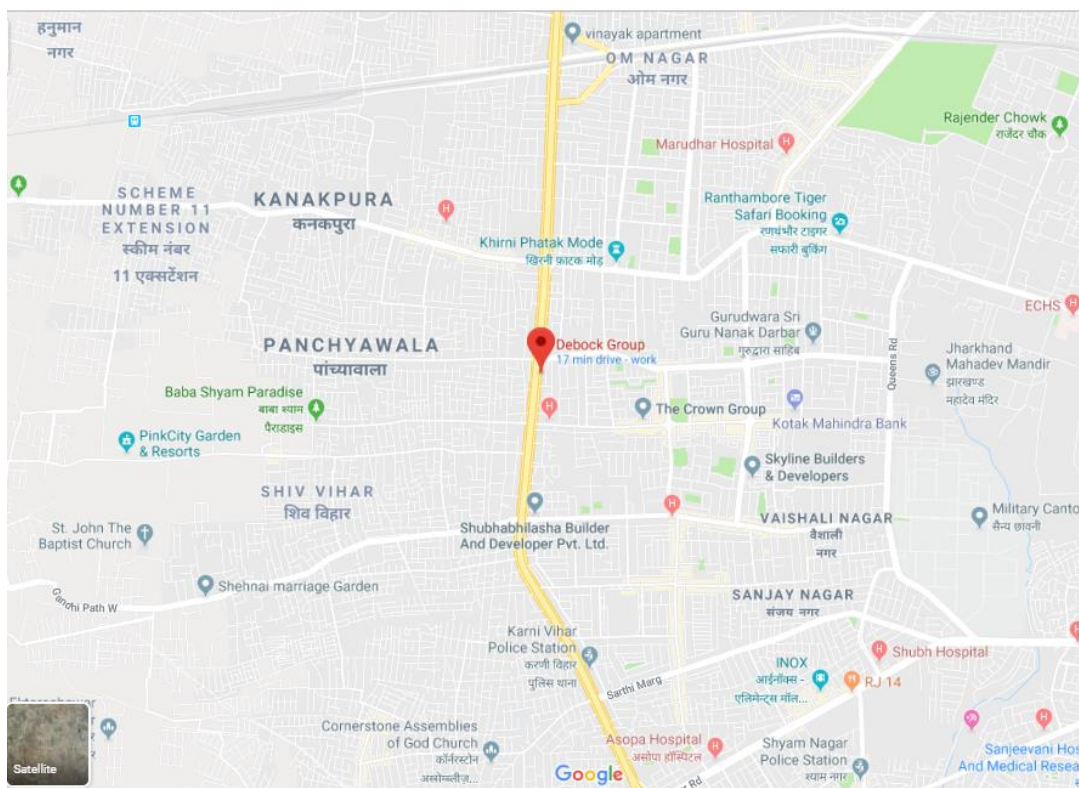 हनुमान
नगर
vinayak apartment
OM NAGAR
ओम नगर
Rajender Chowk
राजेंदर चौक
Marudhar Hospital
SCHEME
NUMBER 11
EXTENSION
स्कीम नंबर
11 एक्सटेंशन
KANAKPURA
कनकपुरा
Ranthambore Tiger
Safari Booking
रणथंभौर टाइगर
सफारी बुकिंग
Khirni Phatak Mode
खिरनी फ़ाटक मोड़
ECHS
Gurudwara Sri
Guru Nanak Darbar
गुरुद्वारा साहिब
Queens Rd
PANCHYAWALA
पांच्यावाला
Debock Group
17 min drive - work
Jharkhand
Mahadev Mandir
झारखण्ड
महादेव मंदिर
Baba Shyam Paradise
बाबा श्याम
पैराडाइस
The Crown Group
Kotak Mahindra Bank
PinkCity Garden
& Resorts
Skyline Builders
& Developers
SHIV VIHAR
शिव विहार
St. John The
Baptist Church
Shubhabhilasha Builder
And Developer Pvt. Ltd.
VAISHALI NAGAR
वैशाली
नगर
Military Canto
सैन्य छावनी
Shehnai marriage Garden
Gandhi Path W
SANJAY NAGAR
संजय नगर
Karni Vihar
Police Station
करणी विहार
पुलिस थाना
Shubh Hospital
INOX
आईनॉक्स -
एलिमेन्ट्स मॉल...
RJ 14
Sarthi Marg
Cornerstone Assemblies
of God Church
कॉर्नरस्टोन
असेम्बलीज़...
Asopa Hospital
असोपा हॉस्पिटल
Shyam Nagar
Police Station
श्याम नगर
Sanjeevani Hos
And Medical Resea
Rd
Satellite
Google